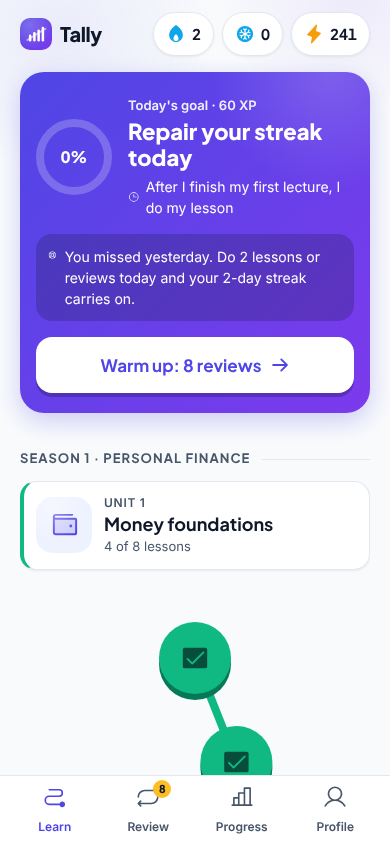 Tally
2
0
241
Today's goal · 60 XP
0%
Repair your streak
today
After I finish my first lecture, I
do my lesson
You missed yesterday. Do 2 lessons or
reviews today and your 2-day streak
carries on.
Warm up: 8 reviews
SEASON 1 · PERSONAL FINANCE
UNIT 1
Money foundations
4 of 8 lessons
8
Learn
Review
Progress
Profile